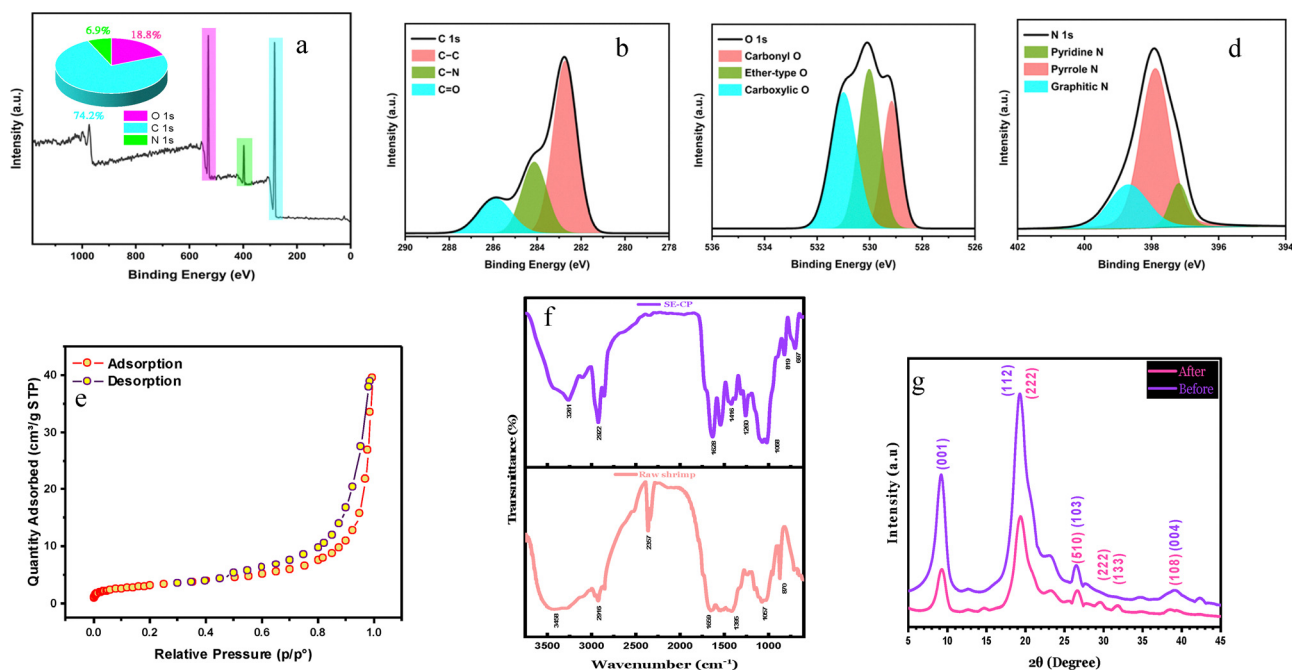 a
6.9%
18.8%
74.2%
O 1s
C 1s
N 1s
Intensity (a.u.)
1000 800 600 400 200 0
Binding Energy (eV)
b
C 1s
C−C
C−N
C=O
Intensity (a.u.)
290 288 286 284 282 280 278
Binding Energy (eV)
c
O 1s
Carbonyl O
Ether-type O
Carboxylic O
Intensity (a.u.)
536 534 532 530 528 526
Binding Energy (eV)
d
N 1s
Pyridine N
Pyrrole N
Graphitic N
Intensity (a.u.)
402 400 398 396 394
Binding Energy (eV)
e
Adsorption
Desorption
Quantity Adsorbed (cm³/g STP)
40
30
20
10
0
0.0 0.2 0.4 0.6 0.8 1.0
Relative Pressure (p/p°)
f
SE-CP
3261
2922
1628
1416
1260
1068
819
697
Transmittance (%)
Raw shrimp
3458
2916
2357
1659
1395
1057
870
3500 3000 2500 2000 1500 1000
Wavenumber (cm⁻¹)
g
After
Before
(001)
(112)
(222)
(510)
(103)
(222)
(133)
(108)
(004)
Intensity (a.u)
5 10 15 20 25 30 35 40 45
2θ (Degree)